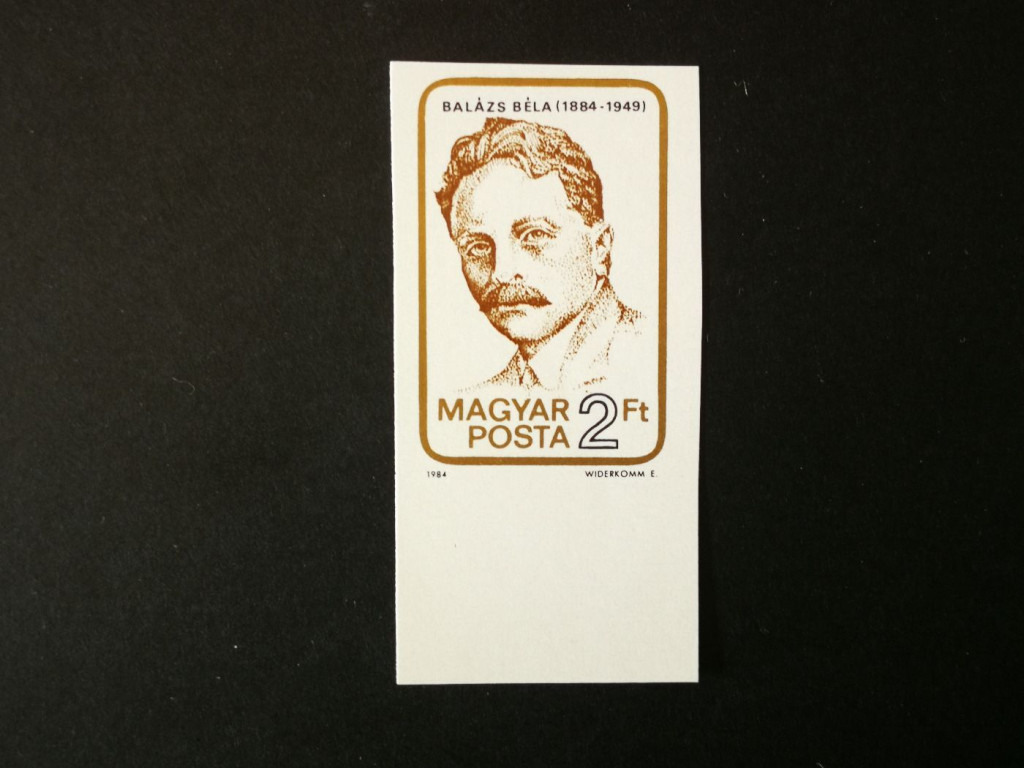 BALÁZS BÉLA (1884-1949)
MAGYAR 2 Ft
POSTA
1984 WIDERKOMM E.